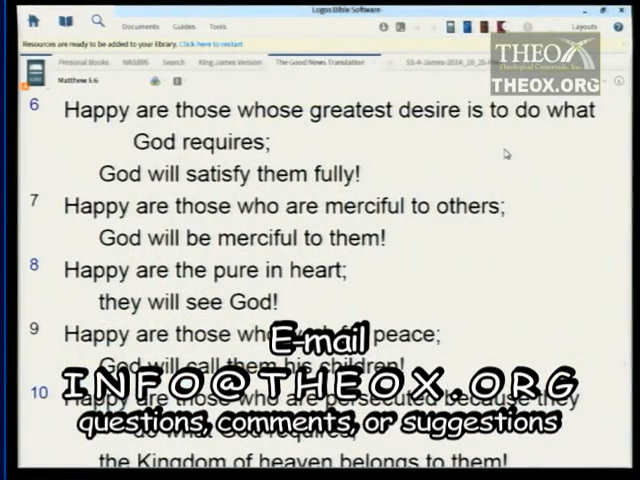 Logos Bible Software
Documents Guides Tools Layouts
Resources are ready to be added to your library. Click here to restart
Personal Books NASB95 Search King James Version The Good News Translation
Matthew 5:6
THEOX
THEOX.ORG
6 Happy are those whose greatest desire is to do what
God requires;
God will satisfy them fully!
7 Happy are those who are merciful to others;
God will be merciful to them!
8 Happy are the pure in heart;
they will see God!
9 Happy are those who peace;
E-mail
God will call them his children!
INFO@THEOX.ORG
10 Happy are those who are persecuted because they
questions, comments, or suggestions
do what God requires;
the Kingdom of heaven belongs to them!